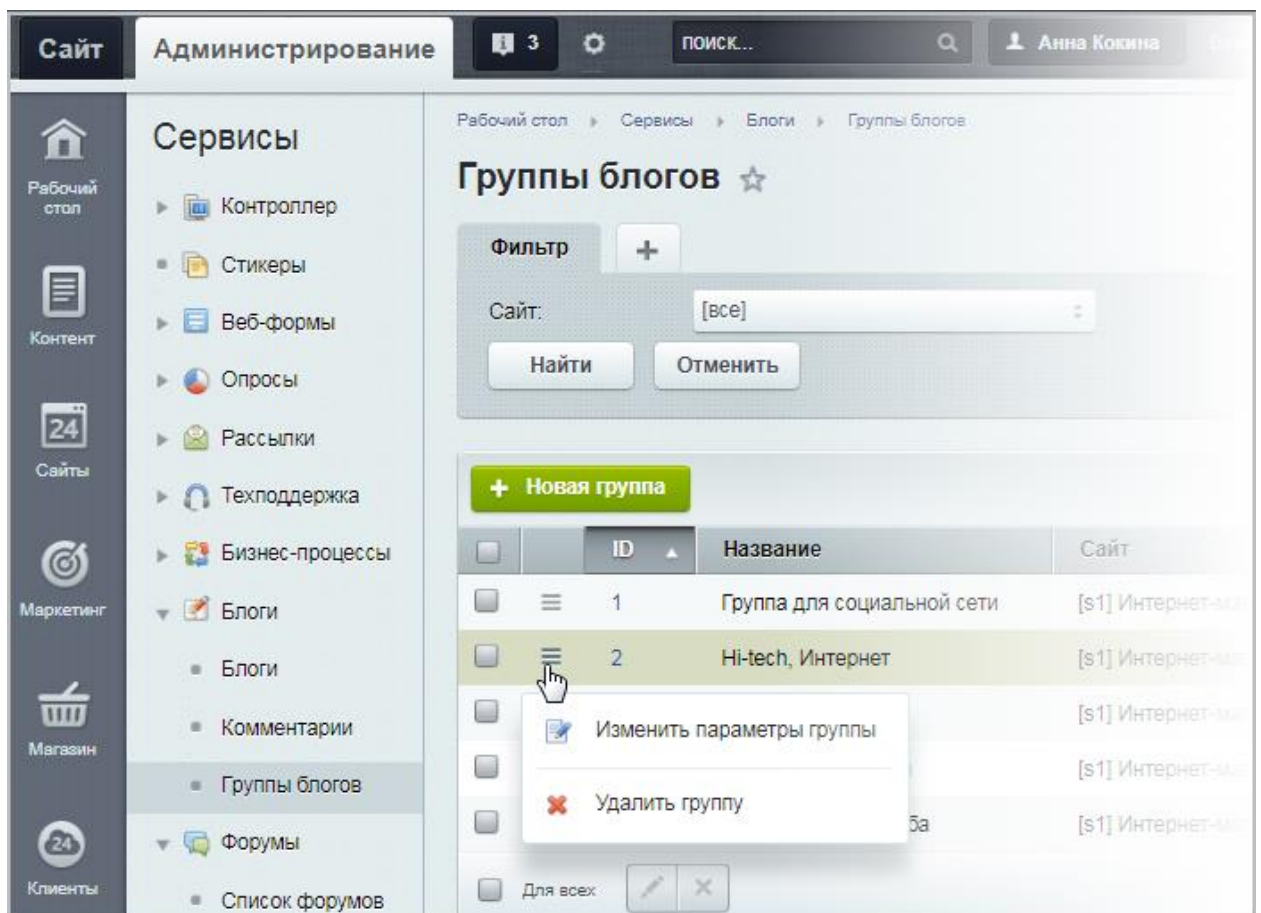 Сайт
Администрирование
3
поиск...
Анна Кокина
Рабочий стол
Контент
24
Сайты
Маркетинг
Магазин
24
Клиенты
Сервисы
Контроллер
Стикеры
Веб-формы
Опросы
Рассылки
Техподдержка
Бизнес-процессы
Блоги
Блоги
Комментарии
Группы блогов
Форумы
Список форумов
Рабочий стол Сервисы Блоги Группы блогов
Группы блогов
Фильтр +
Сайт: [все]
Найти Отменить
+ Новая группа
ID Название Сайт
1 Группа для социальной сети [s1] Интернет-
2 Hi-tech, Интернет [s1] Интернет-
[s1] Интернет-
Изменить параметры группы
[s1] Интернет-
Удалить группу
ба [s1] Интернет-
Для всех